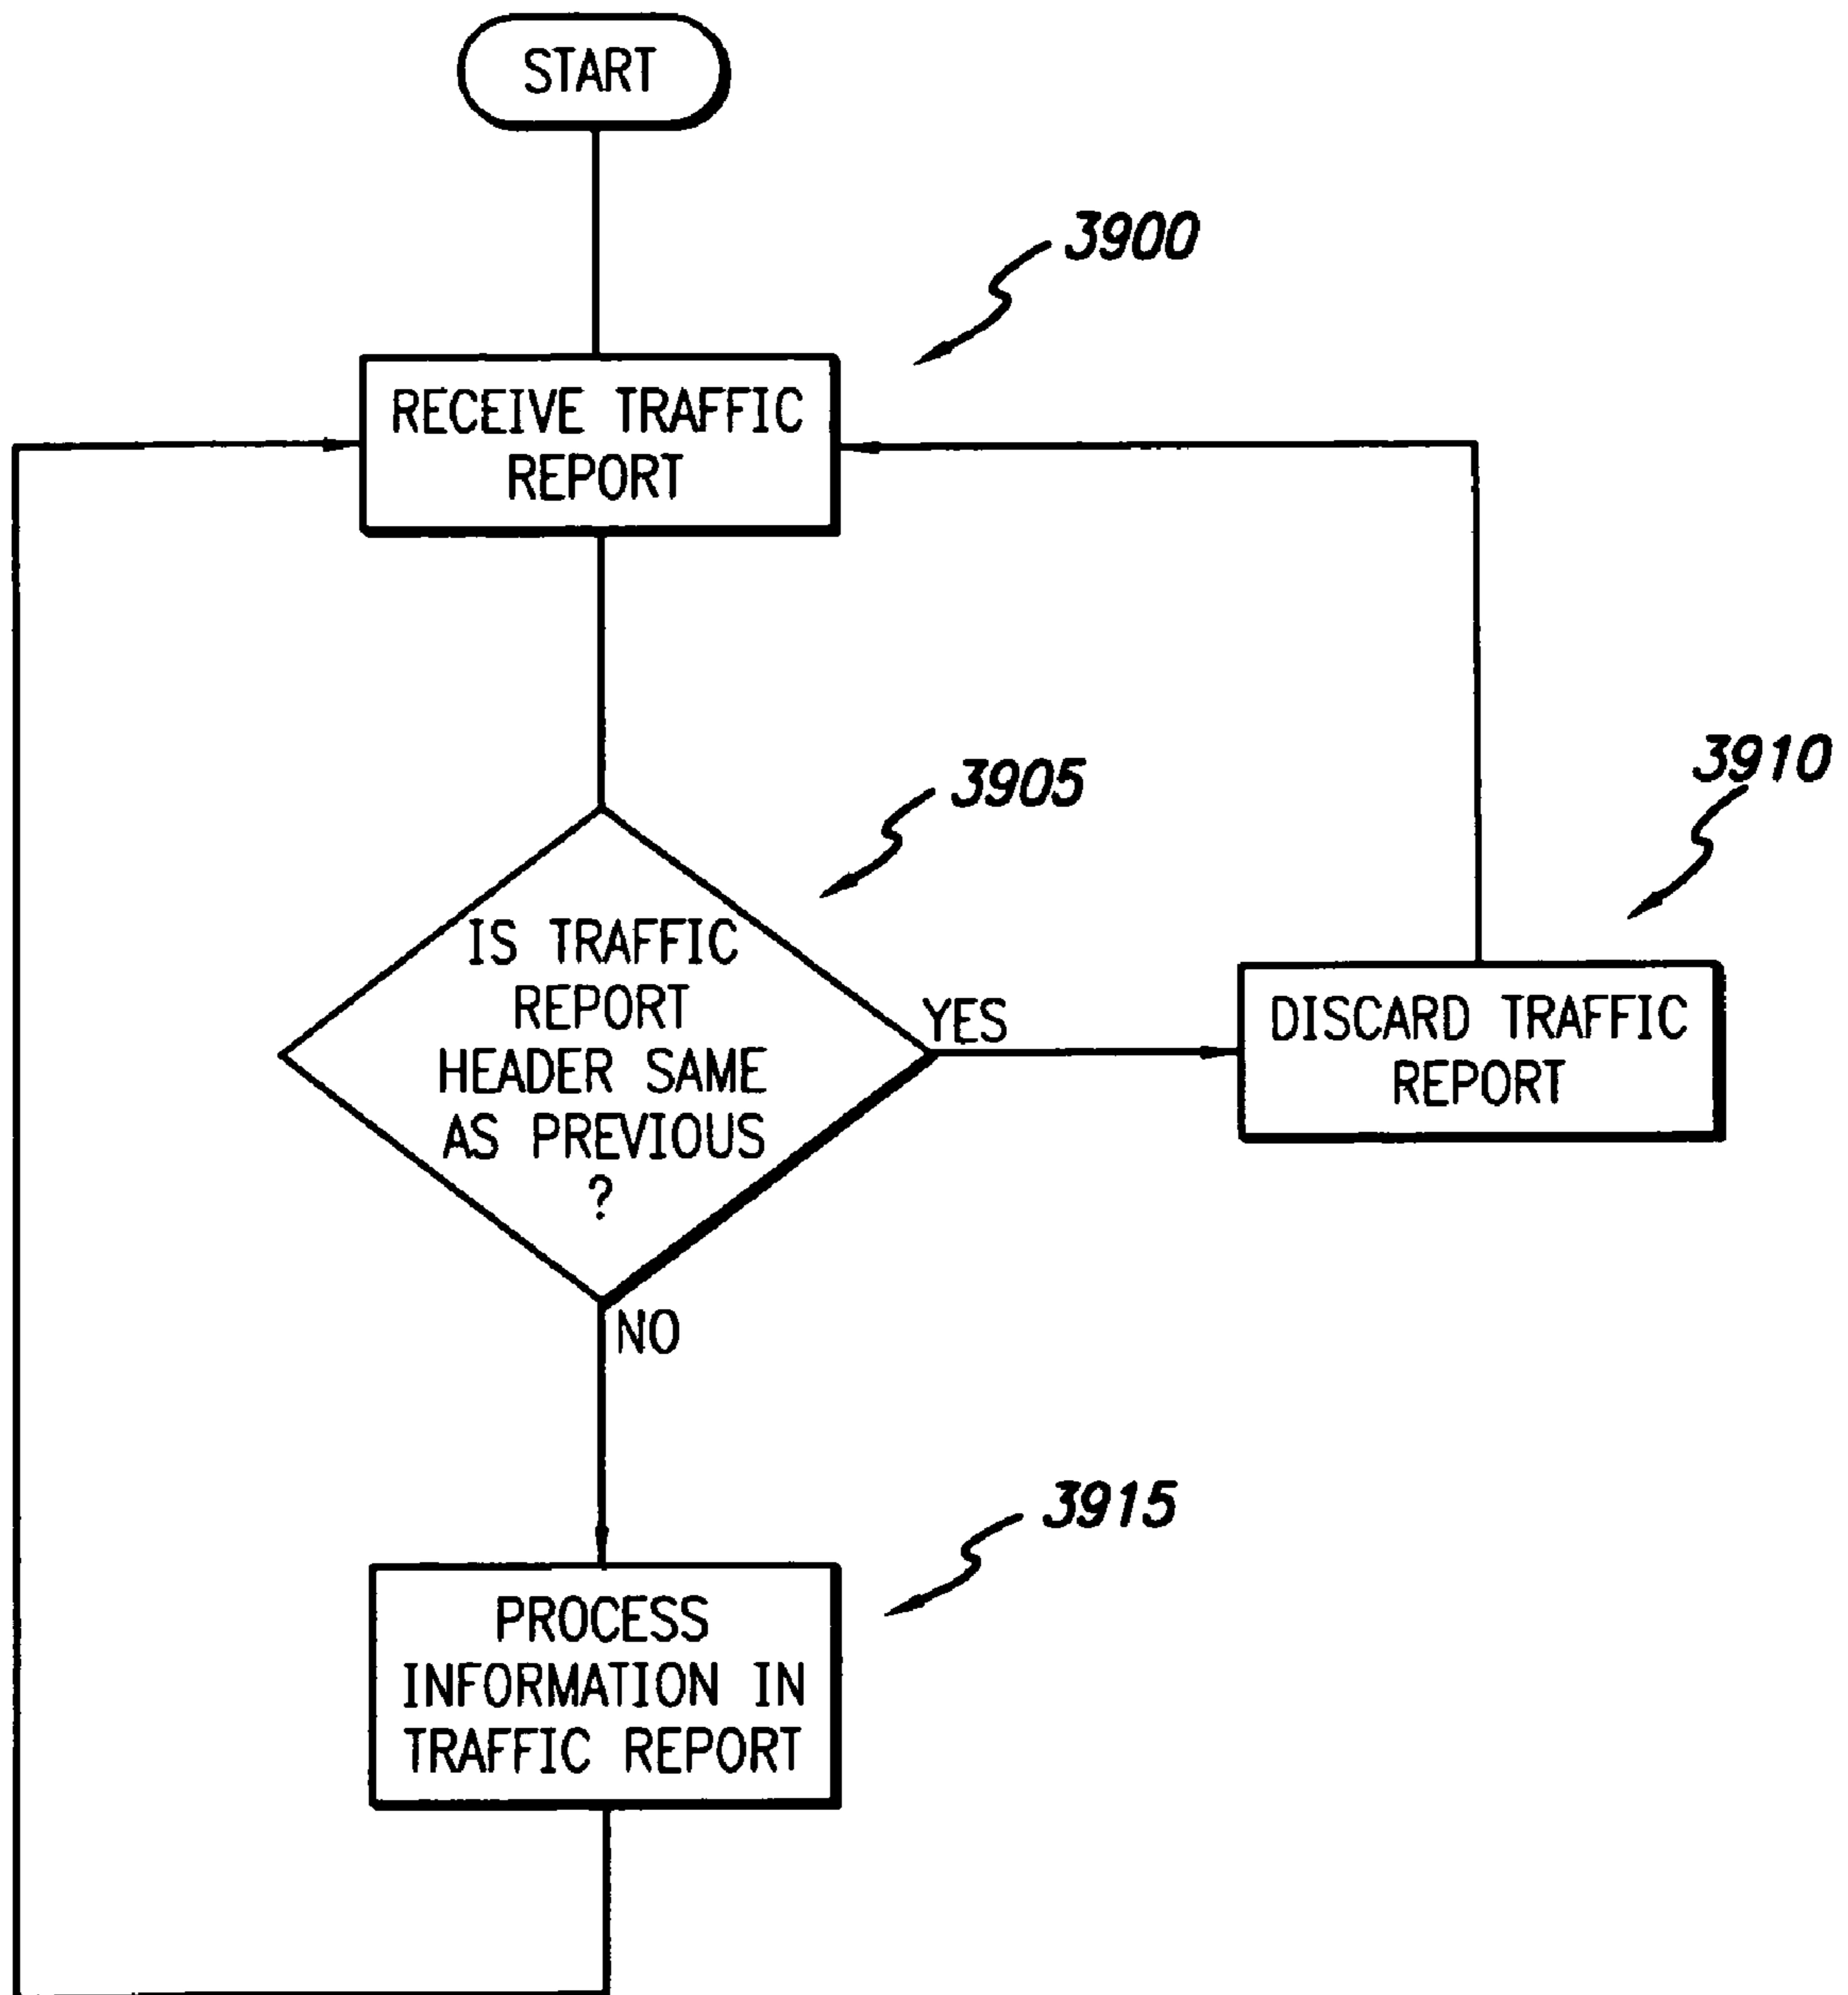 START
3900
RECEIVE TRAFFIC
REPORT
3905
3910
IS TRAFFIC
REPORT
HEADER SAME
AS PREVIOUS
?
YES
DISCARD TRAFFIC
REPORT
NO
3915
PROCESS
INFORMATION IN
TRAFFIC REPORT